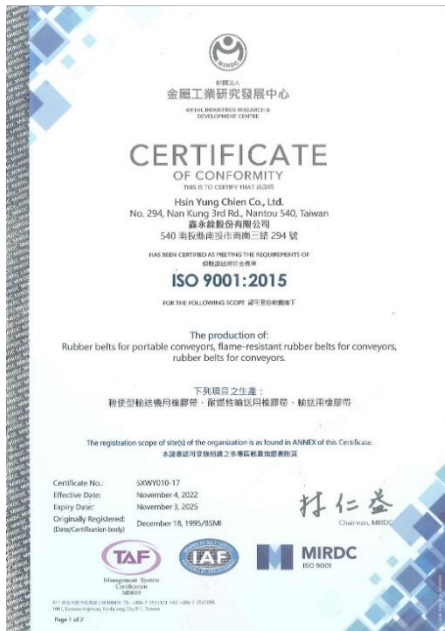 MIRDC
財團法人
金屬工業研究發展中心
METAL INDUSTRIES RESEARCH &
DEVELOPMENT CENTRE
CERTIFICATE
OF CONFORMITY
THIS IS TO CERTIFY THAT 茲證明
Hsin Yung Chien Co., Ltd.
No. 294, Nan Kung 3rd Rd., Nantou 540, Taiwan
鑫永銓股份有限公司
540 南投縣南投市南崗三路 294 號
HAS BEEN CERTIFIED AS MEETING THE REQUIREMENTS OF
ISO 9001:2015
FOR THE FOLLOWING SCOPE
The production of:
Rubber belts for portable conveyors, flame-resistant rubber belts for conveyors,
rubber belts for conveyors.
下列項目之生產：
輕便型輸送機用橡膠帶、耐燃性輸送用橡膠帶、輸送用橡膠帶
The registration scope of site(s) of the organization is as found in ANNEX of this Certificate.
Certificate No.: SXWY010-17
Effective Date: November 4, 2022
Expiry Date: November 3, 2025
Originally Registered: December 18, 1995/BSMI
(Date/Certification body)
Chairman, MIRDC
TAF
Management System
Certification
IAF
MIRDC
ISO 9001
Page 1 of 2